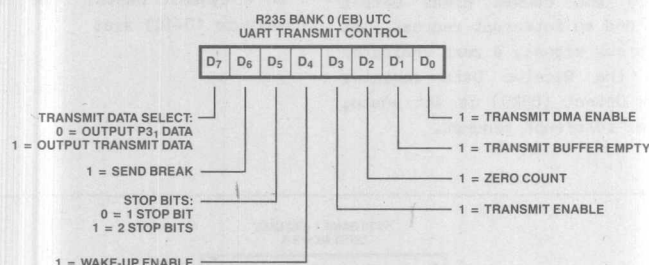 R235 BANK 0 (EB) UTC
UART TRANSMIT CONTROL
D7 D6 D5 D4 D3 D2 D1 D0
TRANSMIT DATA SELECT:
0 = OUTPUT P31 DATA
1 = OUTPUT TRANSMIT DATA
1 = SEND BREAK
STOP BITS:
0 = 1 STOP BIT
1 = 2 STOP BITS
1 = WAKE-UP ENABLE
1 = TRANSMIT DMA ENABLE
1 = TRANSMIT BUFFER EMPTY
1 = ZERO COUNT
1 = TRANSMIT ENABLE